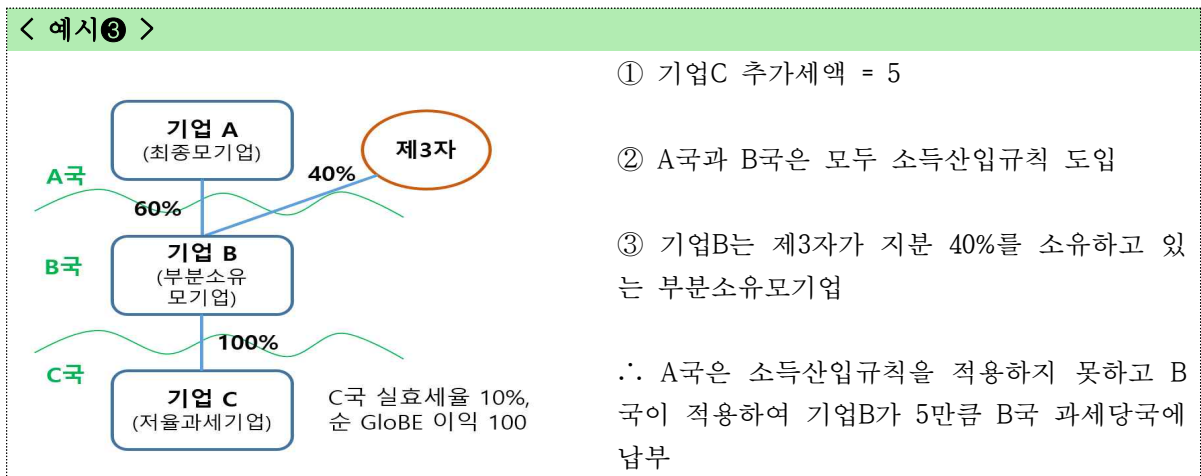 < 예시❸ >
기업 A
(최종모기업)
제3자
A국
40%
60%
B국
기업 B
(부분소유
모기업)
100%
C국
기업 C
(저율과세기업)
C국 실효세율 10%,
순 GloBE 이익 100
① 기업C 추가세액 = 5
② A국과 B국은 모두 소득산입규칙 도입
③ 기업B는 제3자가 지분 40%를 소유하고 있
는 부분소유모기업
∴ A국은 소득산입규칙을 적용하지 못하고 B
국이 적용하여 기업B가 5만큼 B국 과세당국에
납부